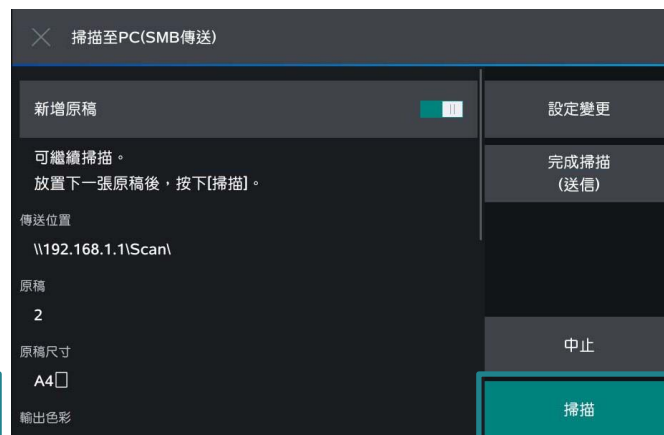 掃描至PC(SMB傳送)
新增原稿
設定變更
可繼續掃描。
放置下一張原稿後，按下[掃描]。
完成掃描
(送信)
傳送位置
\\192.168.1.1\Scan\
原稿
2
原稿尺寸
A4
中止
輸出色彩
掃描